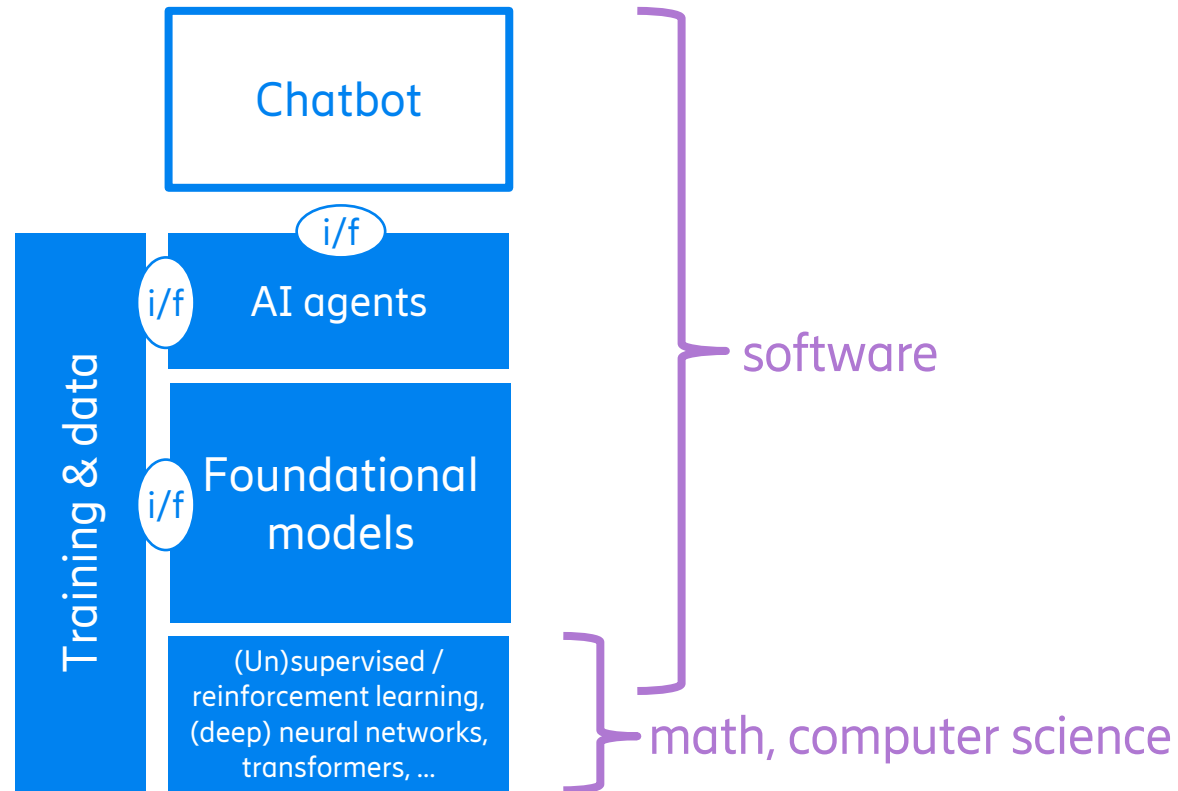 Chatbot
i/f
i/f
AI agents
software
Training & data
i/f
Foundational
models
(Un)supervised /
reinforcement learning,
(deep) neural networks,
transformers, ...
math, computer science